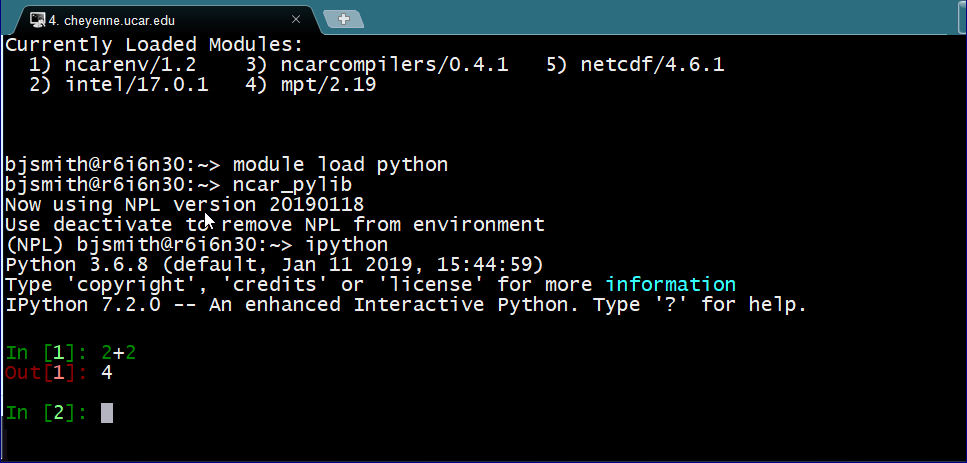 4. cheyenne.ucar.edu
Currently Loaded Modules:
  1) ncarenv/1.2    3) ncarcompilers/0.4.1   5) netcdf/4.6.1
  2) intel/17.0.1   4) mpt/2.19
bjsmith@r6i6n30:~> module load python
bjsmith@r6i6n30:~> ncar_pylib
Now using NPL version 20190118
Use deactivate to remove NPL from environment
(NPL) bjsmith@r6i6n30:~> ipython
Python 3.6.8 (default, Jan 11 2019, 15:44:59)
Type 'copyright', 'credits' or 'license' for more information
IPython 7.2.0 -- An enhanced Interactive Python. Type '?' for help.
In [1]: 2+2
Out[1]: 4
In [2]: